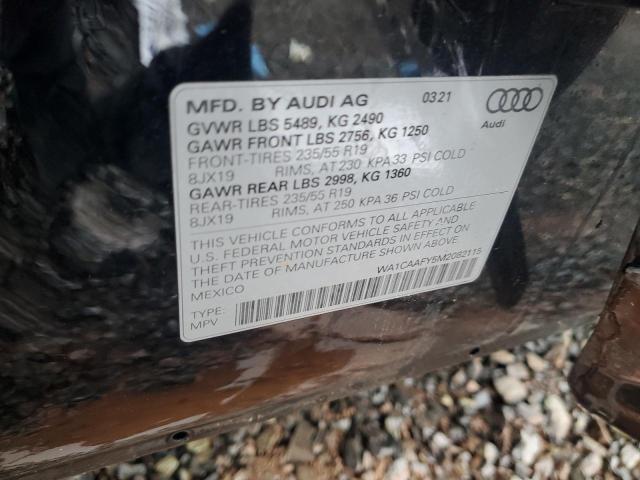 MFD. BY AUDI AG 0321
GVWR LBS 5489, KG 2490
GAWR FRONT LBS 2756, KG 1250
FRONT-TIRES 235/55 R19
8JX19 RIMS, AT 230 KPA 33 PSI COLD
GAWR REAR LBS 2998, KG 1360
REAR-TIRES 235/55 R19
8JX19 RIMS, AT 250 KPA 36 PSI COLD
Audi
THIS VEHICLE CONFORMS TO ALL APPLICABLE
U.S. FEDERAL MOTOR VEHICLE SAFETY AND
THEFT PREVENTION STANDARDS IN EFFECT ON
THE DATE OF MANUFACTURE SHOWN ABOVE.
MEXICO WA1CAAFY5M2082115
TYPE:
MPV